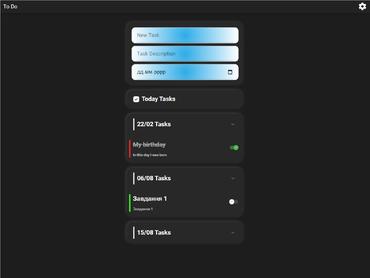 To Do
New Task
Task Description
дд.мм.рррр
Today Tasks
22/02 Tasks
My birthday
In this day I was born
06/08 Tasks
Завдання 1
Завдання 1
15/08 Tasks